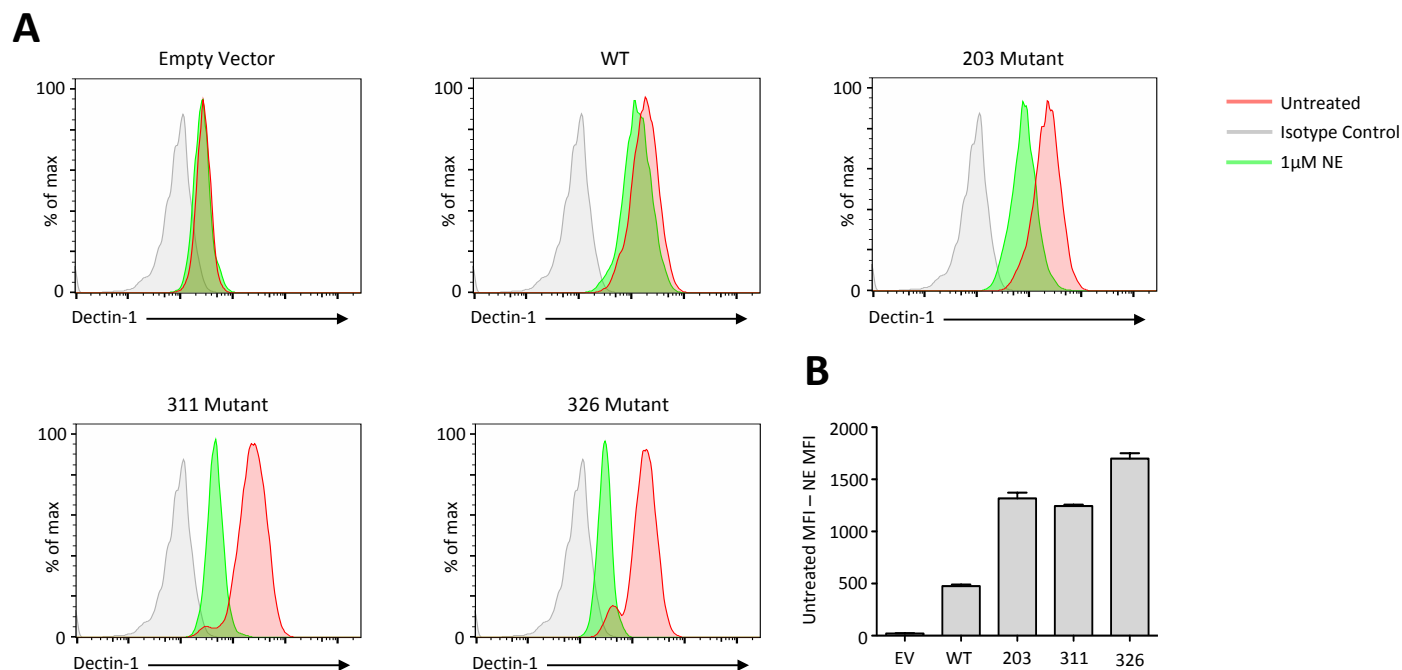 A
Empty Vector
100
% of max
0
Dectin-1
WT
100
% of max
0
Dectin-1
203 Mutant
100
% of max
0
Dectin-1
Untreated
Isotype Control
1µM NE
311 Mutant
100
% of max
0
Dectin-1
326 Mutant
100
% of max
0
Dectin-1
B
Untreated MFI – NE MFI
2000
1500
1000
500
0
EV WT 203 311 326